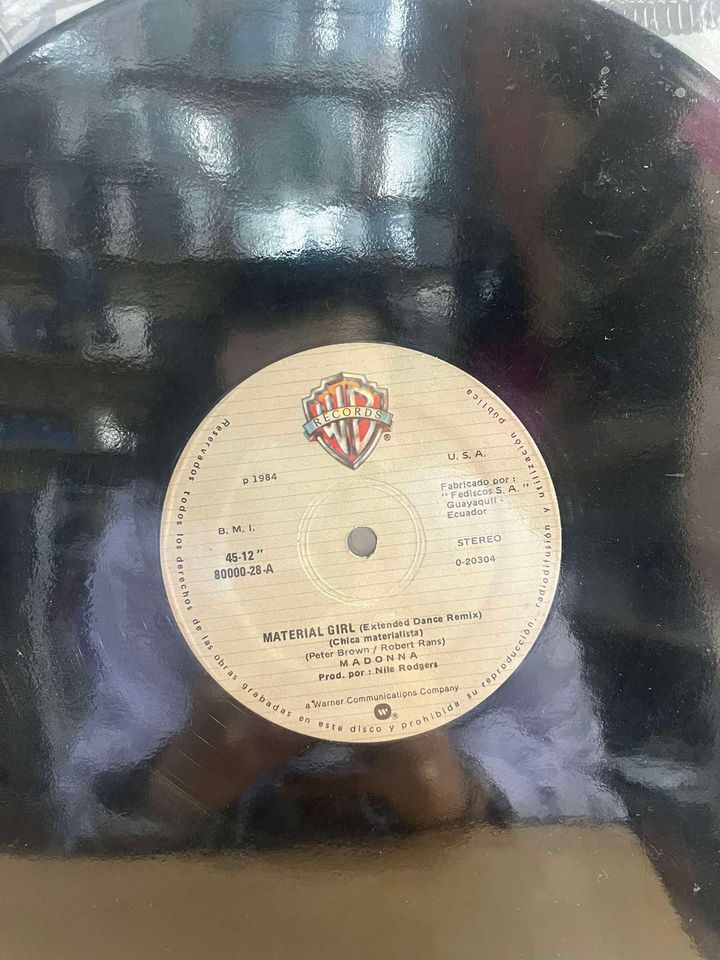 WB
RECORDS
®
p 1984
U. S. A.
Fabricado por :
" Fediscos S. A. "
Guayaquil -
Ecuador
B. M. I.
45-12"
80000-28-A
STEREO
0-20304
MATERIAL GIRL (Extended Dance Remix)
(Chica materialista)
(Peter Brown / Robert Rans)
MADONNA
Prod. por : Nile Rodgers
a Warner Communications Company
®
Reservados todos los derechos de las obras grabadas en este disco y prohibida su reproducción, radiodifusión y utilización pública